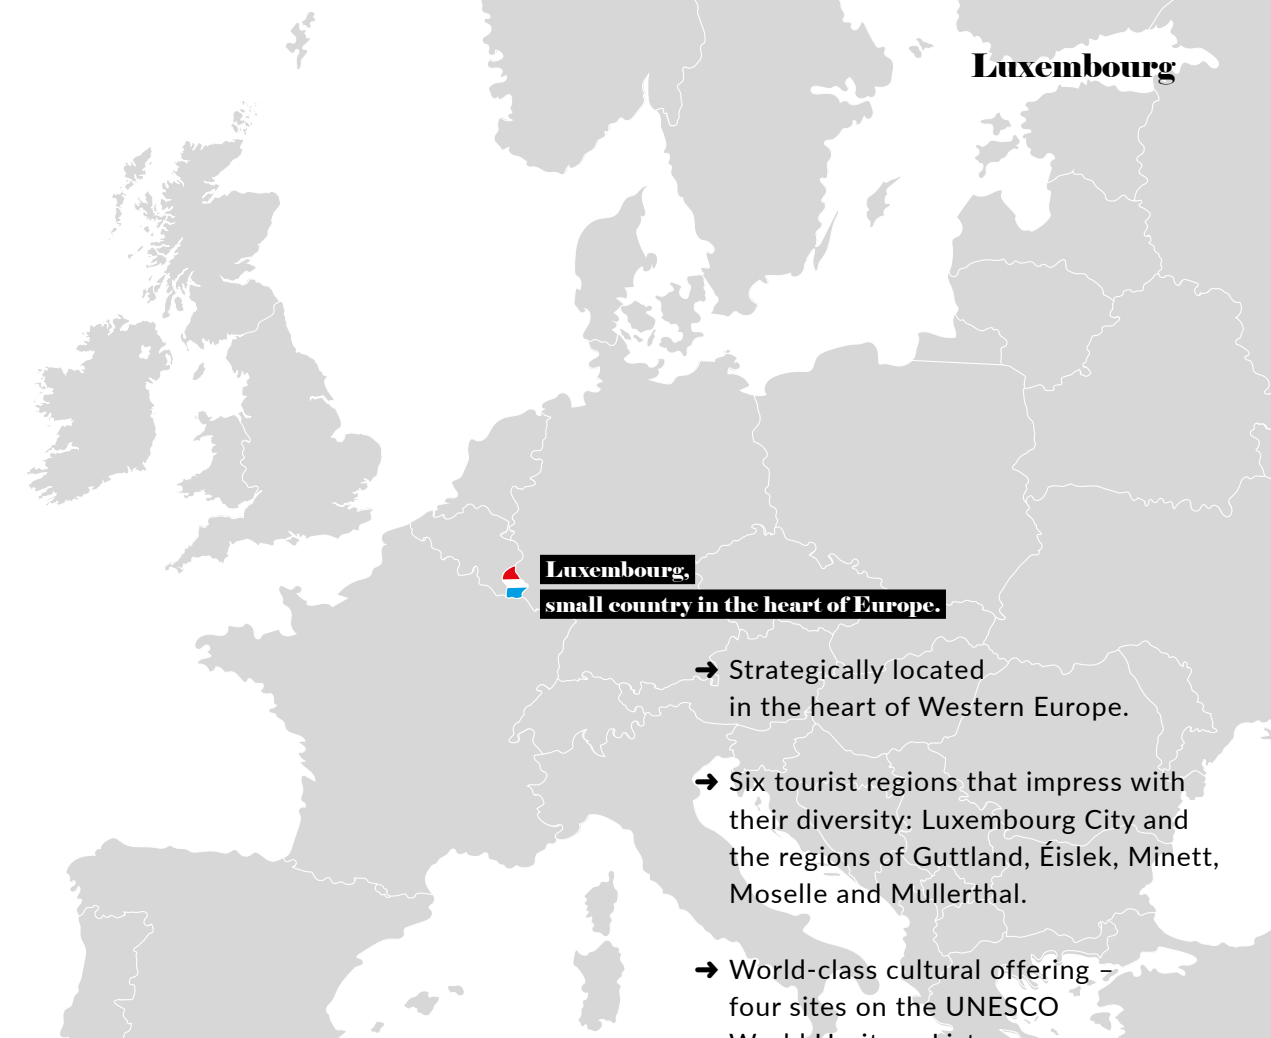 Luxembourg
Luxembourg,
small country in the heart of Europe.
➜ Strategically located
in the heart of Western Europe.
➜ Six tourist regions that impress with
their diversity: Luxembourg City and
the regions of Guttland, Éislek, Minett,
Moselle and Mullerthal.
➜ World-class cultural offering –
four sites on the UNESCO